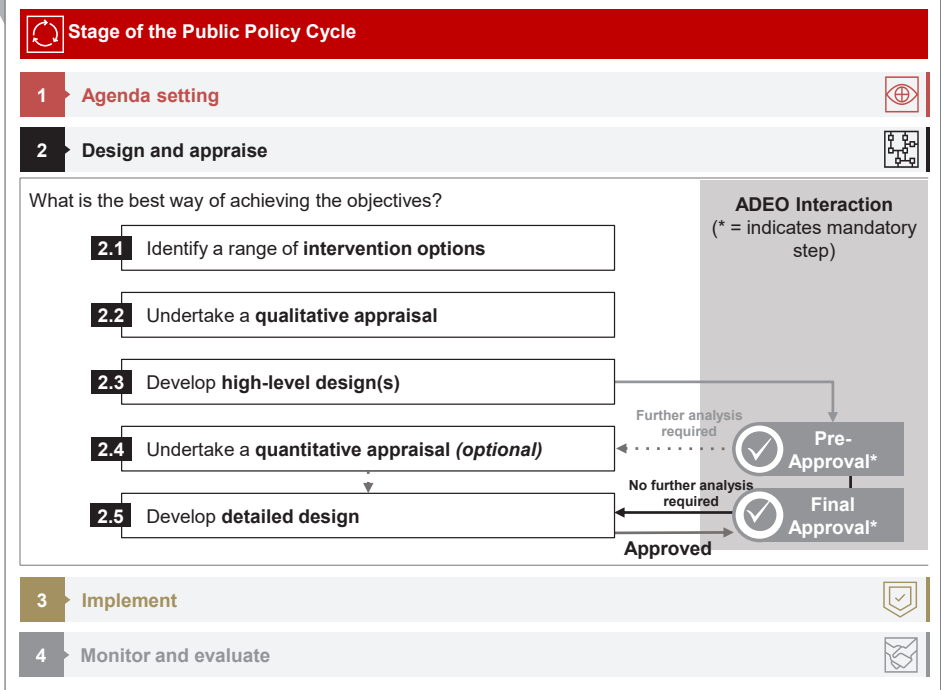 Stage of the Public Policy Cycle
1 Agenda setting
2 Design and appraise
What is the best way of achieving the objectives?
ADEO Interaction
(* = indicates mandatory
step)
2.1 Identify a range of intervention options
2.2 Undertake a qualitative appraisal
2.3 Develop high-level design(s)
Further analysis
required
Pre-
Approval*
2.4 Undertake a quantitative appraisal (optional)
No further analysis
required
Final
Approval*
2.5 Develop detailed design
Approved
3 Implement
4 Monitor and evaluate